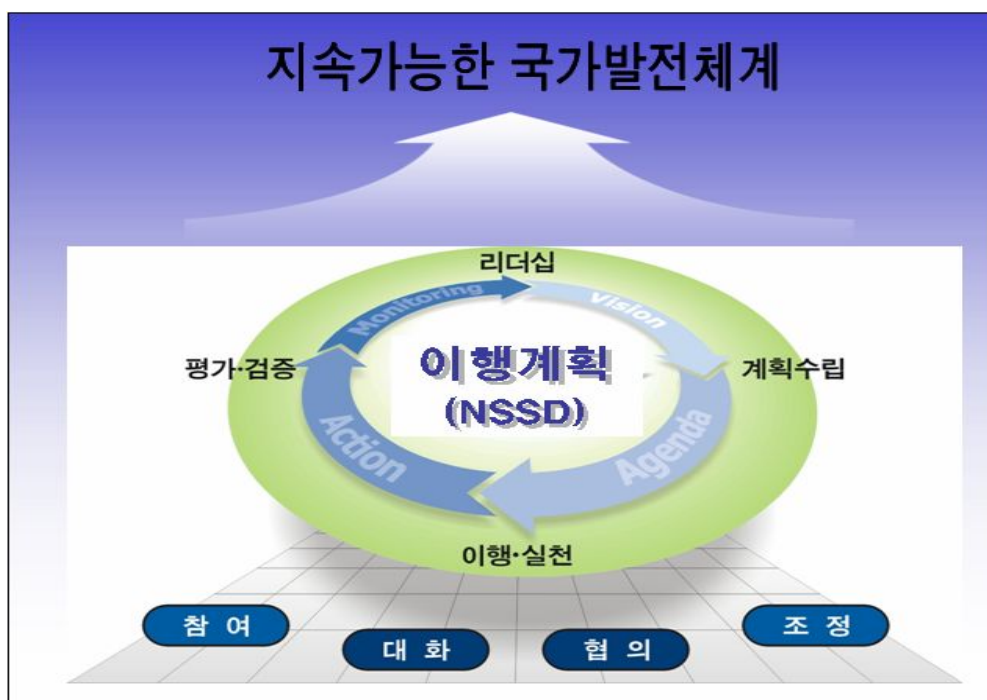 지속가능한 국가발전체계
리더십
Monitoring
Vision
평가·검증
이행계획
(NSSD)
계획수립
Action
Agenda
이행·실천
참 여
대 화
협 의
조 정